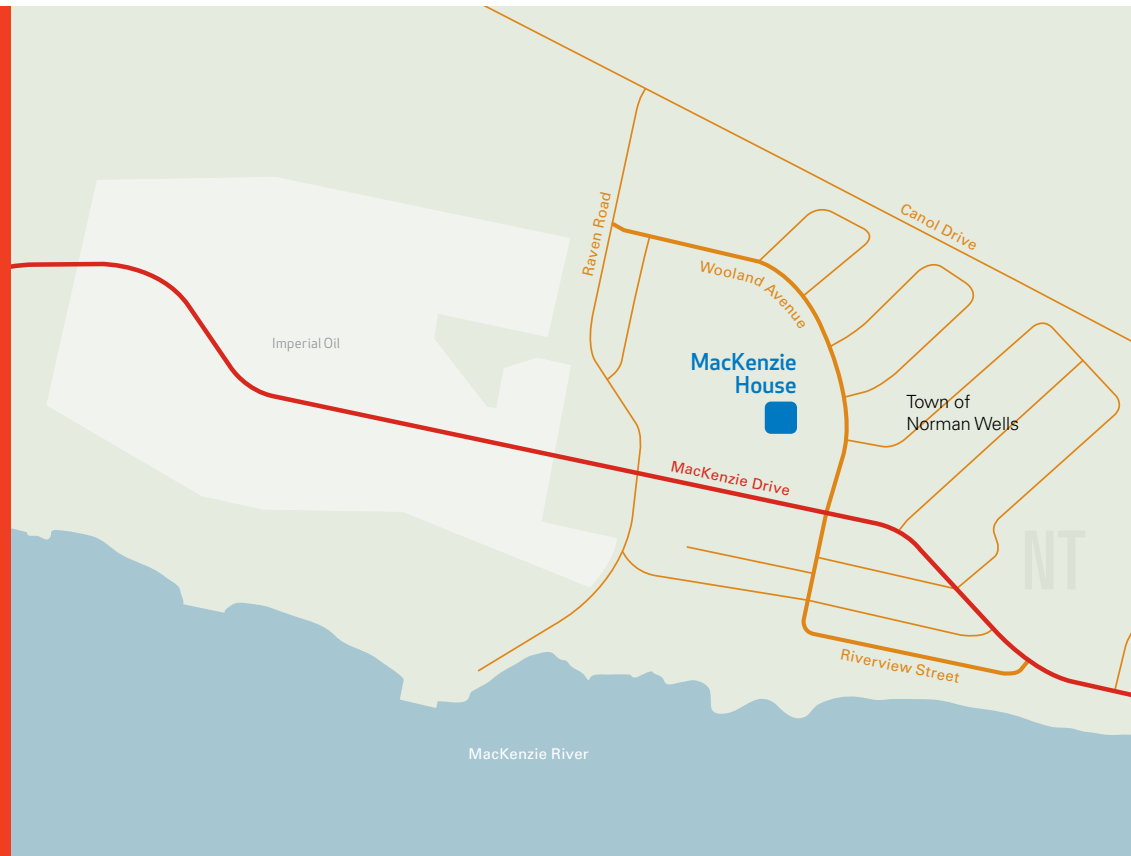 Raven Road
Canol Drive
Wooland Avenue
Imperial Oil
MacKenzie
House
Town of
Norman Wells
MacKenzie Drive
NT
Riverview Street
MacKenzie River